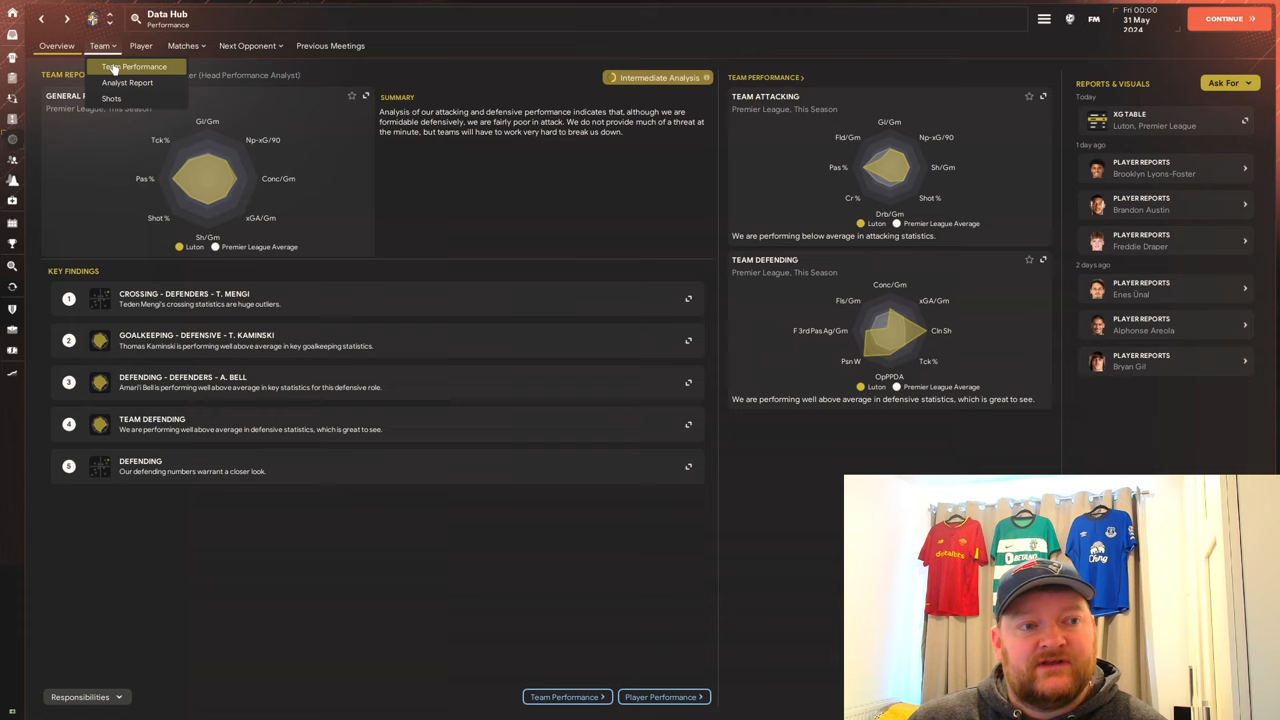 Data Hub
Performance
FM
Fri 00:00
31 May
2024
CONTINUE
Overview
Team
Player
Matches
Next Opponent
Previous Meetings
Team Performance
Analyst Report
Shots
TEAM REPO
(Head Performance Analyst)
Intermediate Analysis
GENERAL
Premier League, This Season
Gl/Gm
Np-xG/90
Conc/Gm
xGA/Gm
Sh/Gm
Shot %
Pas %
Tck %
Luton
Premier League Average
SUMMARY
Analysis of our attacking and defensive performance indicates that, although we are
formidable defensively, we are fairly poor in attack. We do not provide much of a threat at
the minute, but teams will have to work very hard to break us down.
KEY FINDINGS
1
CROSSING - DEFENDERS - T. MENGI
Teden Mengi's crossing statistics are huge outliers.
2
GOALKEEPING - DEFENSIVE - T. KAMINSKI
Thomas Kaminski is performing well above average in key goalkeeping statistics.
3
DEFENDING - DEFENDERS - A. BELL
Amari'i Bell is performing well above average in key statistics for this defensive role.
4
TEAM DEFENDING
We are performing well above average in defensive statistics, which is great to see.
5
DEFENDING
Our defending numbers warrant a closer look.
TEAM PERFORMANCE
TEAM ATTACKING
Premier League, This Season
Gl/Gm
Np-xG/90
Sh/Gm
Shot %
Drb/Gm
Cr %
Pas %
Fld/Gm
Luton
Premier League Average
We are performing below average in attacking statistics.
TEAM DEFENDING
Premier League, This Season
Conc/Gm
xGA/Gm
Cln Sh
Tck %
OpPPDA
Psn W
F 3rd Pas Ag/Gm
Fls/Gm
Luton
Premier League Average
We are performing well above average in defensive statistics, which is great to see.
REPORTS & VISUALS
Ask For
Today
XG TABLE
Luton, Premier League
1 day ago
PLAYER REPORTS
Brooklyn Lyons-Foster
PLAYER REPORTS
Brandon Austin
PLAYER REPORTS
Freddie Draper
2 days ago
PLAYER REPORTS
Enes Ünal
PLAYER REPORTS
Alphonse Areola
PLAYER REPORTS
Bryan Gil
Responsibilities
Team Performance
Player Performance
BETANO